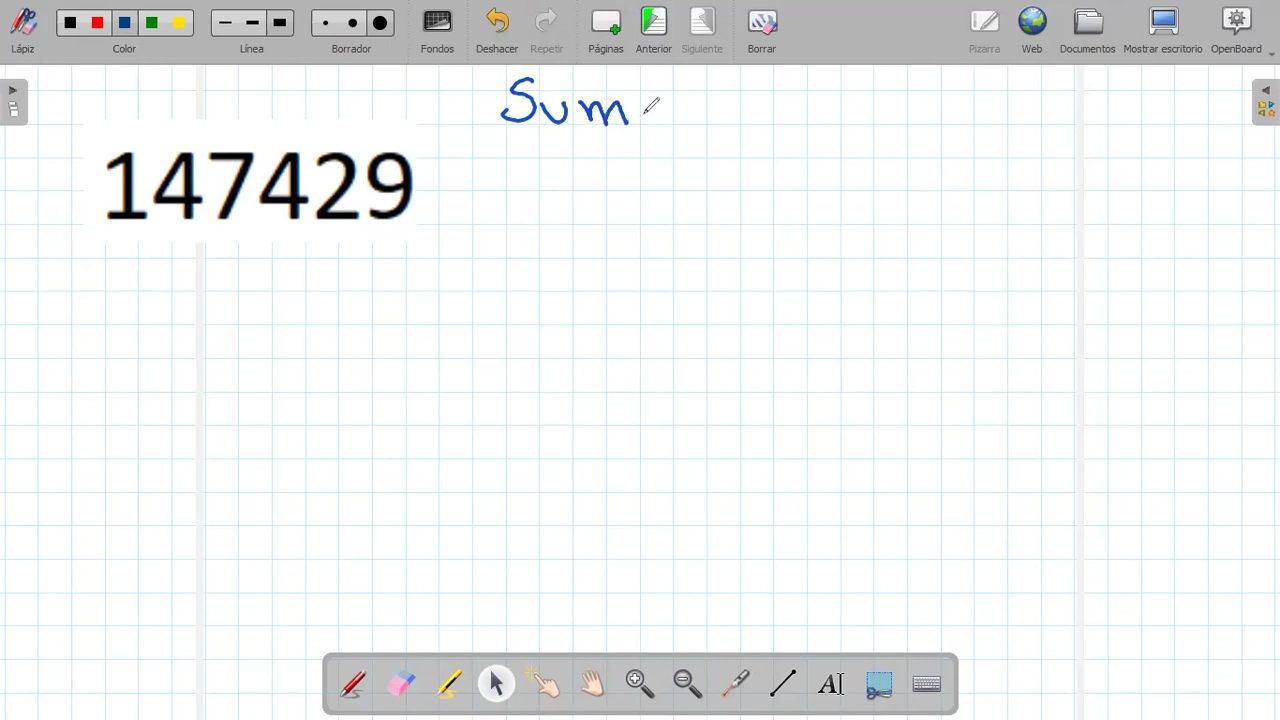 Lápiz Color Línea Borrador Fondos Deshacer Repetir Páginas Anterior Siguiente Borrar Pizarra Web Documentos Mostrar escritorio OpenBoard
Sum
147429
AI